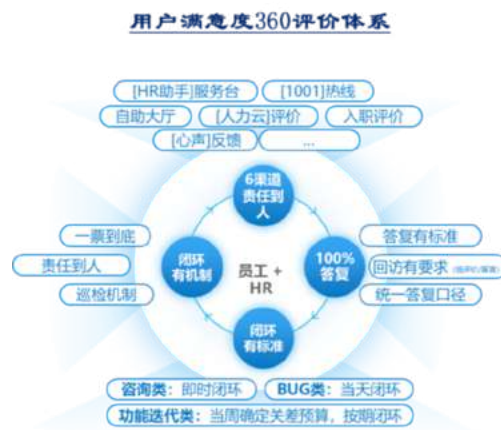 用户满意度360评价体系
[HR助手]服务台
[1001]热线
自助大厅
[人力云]评价
入职评价
[心声]反馈
...
6渠道
责任到
人
一票到底
责任到人
巡检机制
闭环
有机制
员工 +
HR
100%
答复
答复有标准
回访有要求
统一答复口径
闭环
有标准
咨询类：即时闭环
BUG类：当天闭环
功能迭代类：当周确定关差预算，按期闭环